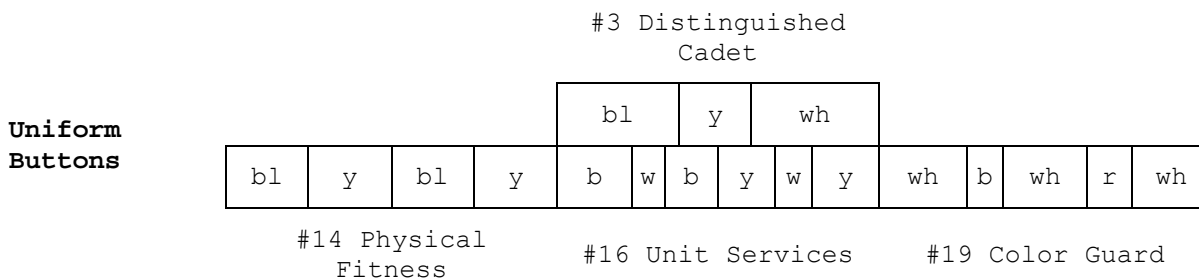 #3 Distinguished
Cadet
bl y wh
Uniform
Buttons
bl y bl y b w b y w y wh b wh r wh
#14 Physical
Fitness
#16 Unit Services
#19 Color Guard